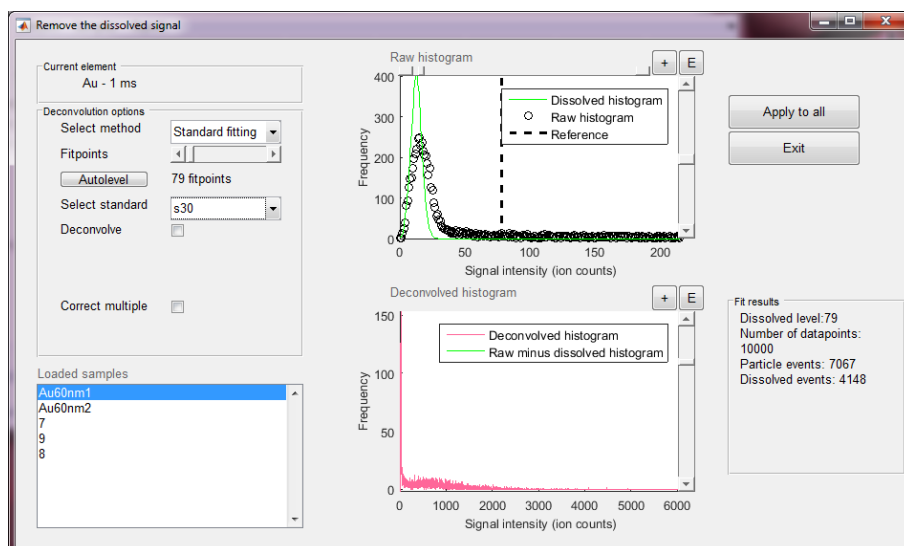 Remove the dissolved signal
Current element
Au - 1 ms
Deconvolution options
Select method
Standard fitting
Fitpoints
Autolevel
79 fitpoints
Select standard
s30
Deconvolve
Correct multiple
Loaded samples
Au60nm1
Au60nm2
7
9
8
Raw histogram
+
E
400
300
200
100
0
Frequency
Dissolved histogram
Raw histogram
Reference
0 50 100 150 200
Signal intensity (ion counts)
Deconvolved histogram
+
E
150
100
50
0
Frequency
Deconvolved histogram
Raw minus dissolved histogram
0 1000 2000 3000 4000 5000 6000
Signal intensity (ion counts)
Apply to all
Exit
Fit results
Dissolved level:79
Number of datapoints:
10000
Particle events: 7067
Dissolved events: 4148